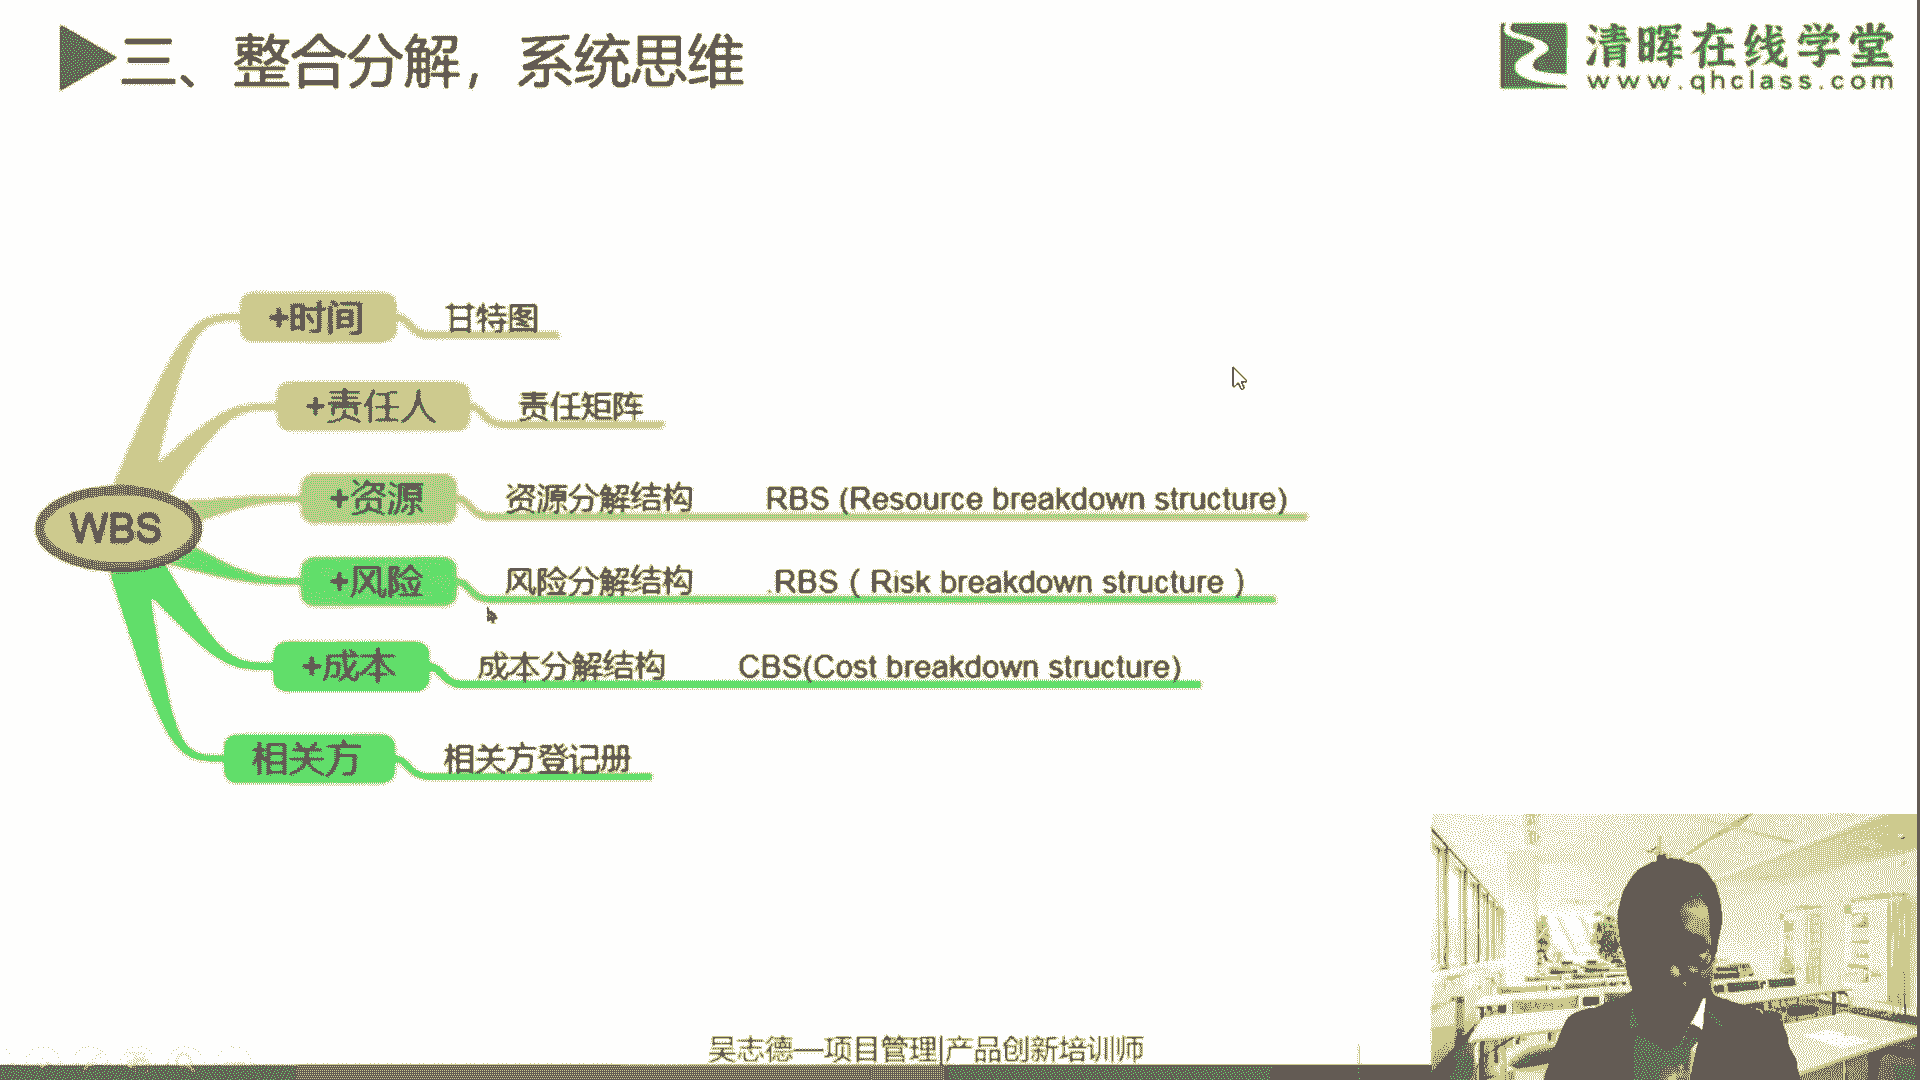 三、整合分解，系统思维
清晖在线学堂
www.qhclass.com
+时间 甘特图
+责任人 责任矩阵
+资源 资源分解结构 RBS (Resource breakdown structure)
WBS
+风险 风险分解结构 .RBS（Risk breakdown structure）
+成本 成本分解结构 CBS(Cost breakdown structure)
相关方 相关方登记册
吴志德—项目管理|产品创新培训师